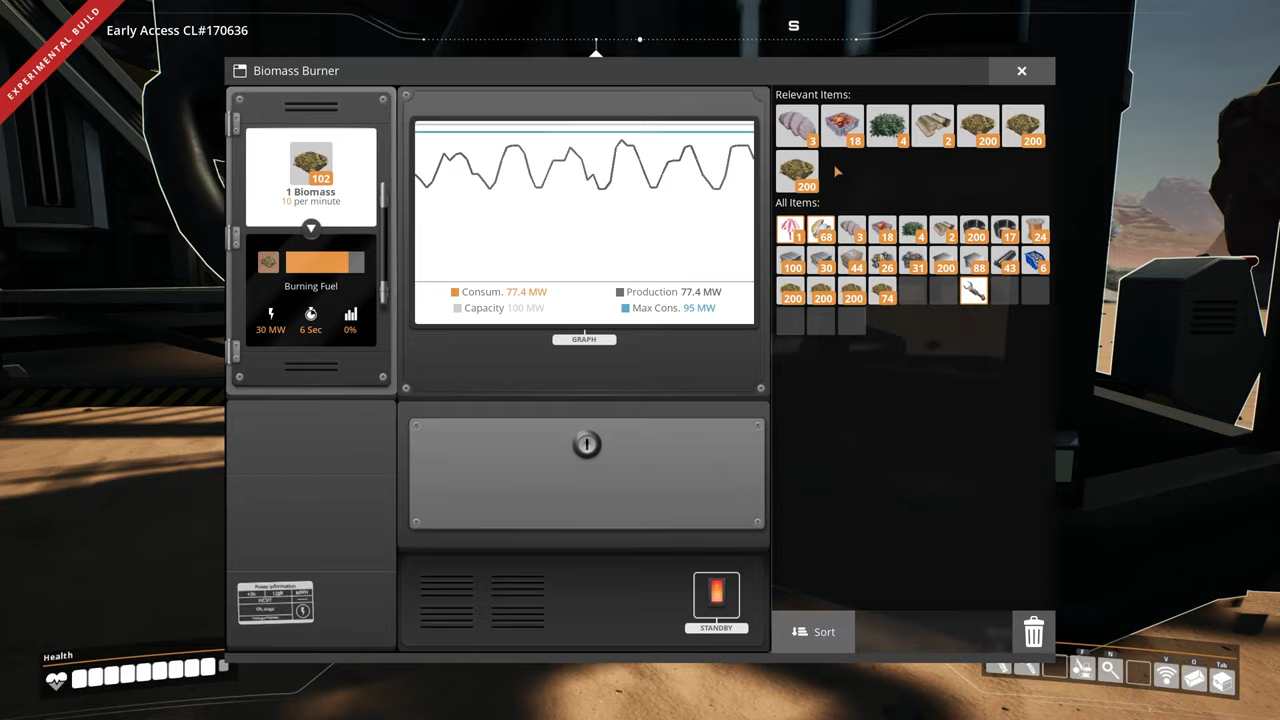 EXPERIMENTAL BUILD
Early Access CL#170636
S
Biomass Burner
102
1 Biomass
10 per minute
Burning Fuel
30 MW 6 Sec 0%
Consum. 77.4 MW Production 77.4 MW
Capacity 100 MW Max Cons. 95 MW
GRAPH
STANDBY
Relevant Items:
3 18 4 2 200 200
200
All Items:
1 68 3 18 4 2 200 17 24
100 30 44 26 31 200 88 43 6
200 200 200 74
Sort
Power Information
Health
F N V O Tab